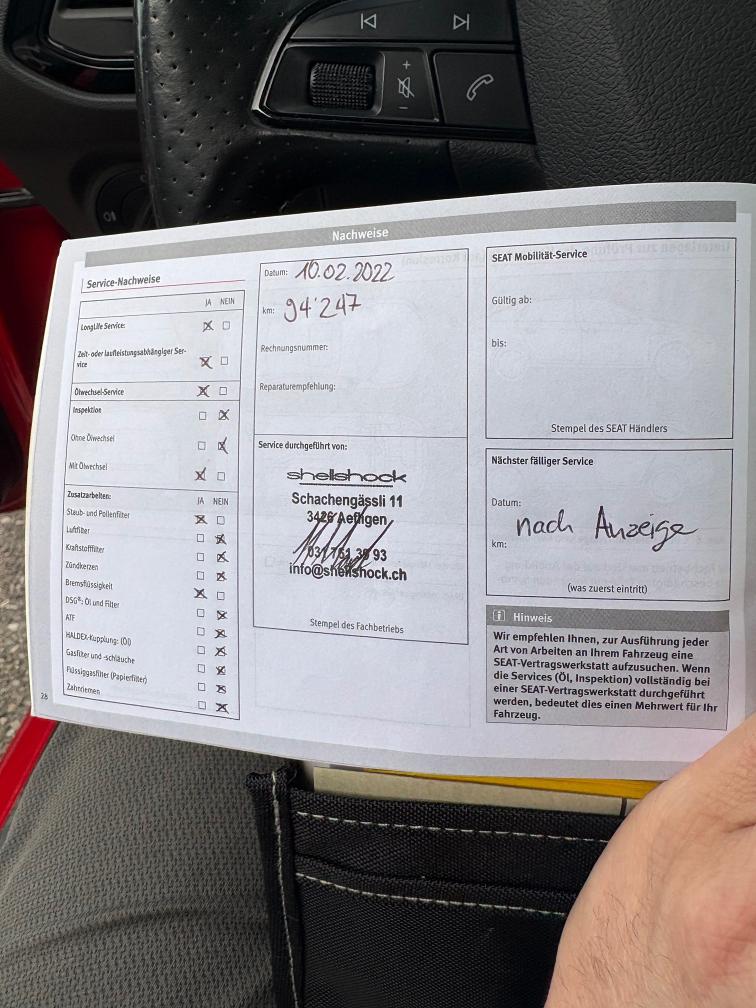 Nachweise
Service-Nachweise
JA NEIN
LongLife Service:
Zeit- oder laufleistungsabhängiger Ser-
vice
Ölwechsel-Service
Inspektion
Ohne Ölwechsel
Mit Ölwechsel
Zusatzarbeiten: JA NEIN
Staub- und Pollenfilter
Luftfilter
Kraftstofffilter
Zündkerzen
Bremsflüssigkeit
DSG®: Öl und Filter
ATF
HALDEX-Kupplung: (Öl)
Gasfilter und -schläuche
Flüssiggasfilter (Papierfilter)
Zahnriemen
28
Datum: 10.02.2022
km: 94'247
Rechnungsnummer:
Reparaturempfehlung:
Service durchgeführt von:
shellshock
Schachengässli 11
3426 Aefligen
info@shellshock.ch
Stempel des Fachbetriebs
SEAT Mobilität-Service
Gültig ab:
bis:
Stempel des SEAT Händlers
Nächster fälliger Service
Datum:
nach Anzeige
km:
(was zuerst eintritt)
Hinweis
Wir empfehlen Ihnen, zur Ausführung jeder
Art von Arbeiten an Ihrem Fahrzeug eine
SEAT-Vertragswerkstatt aufzusuchen. Wenn
die Services (Öl, Inspektion) vollständig bei
einer SEAT-Vertragswerkstatt durchgeführt
werden, bedeutet dies einen Mehrwert für Ihr
Fahrzeug.